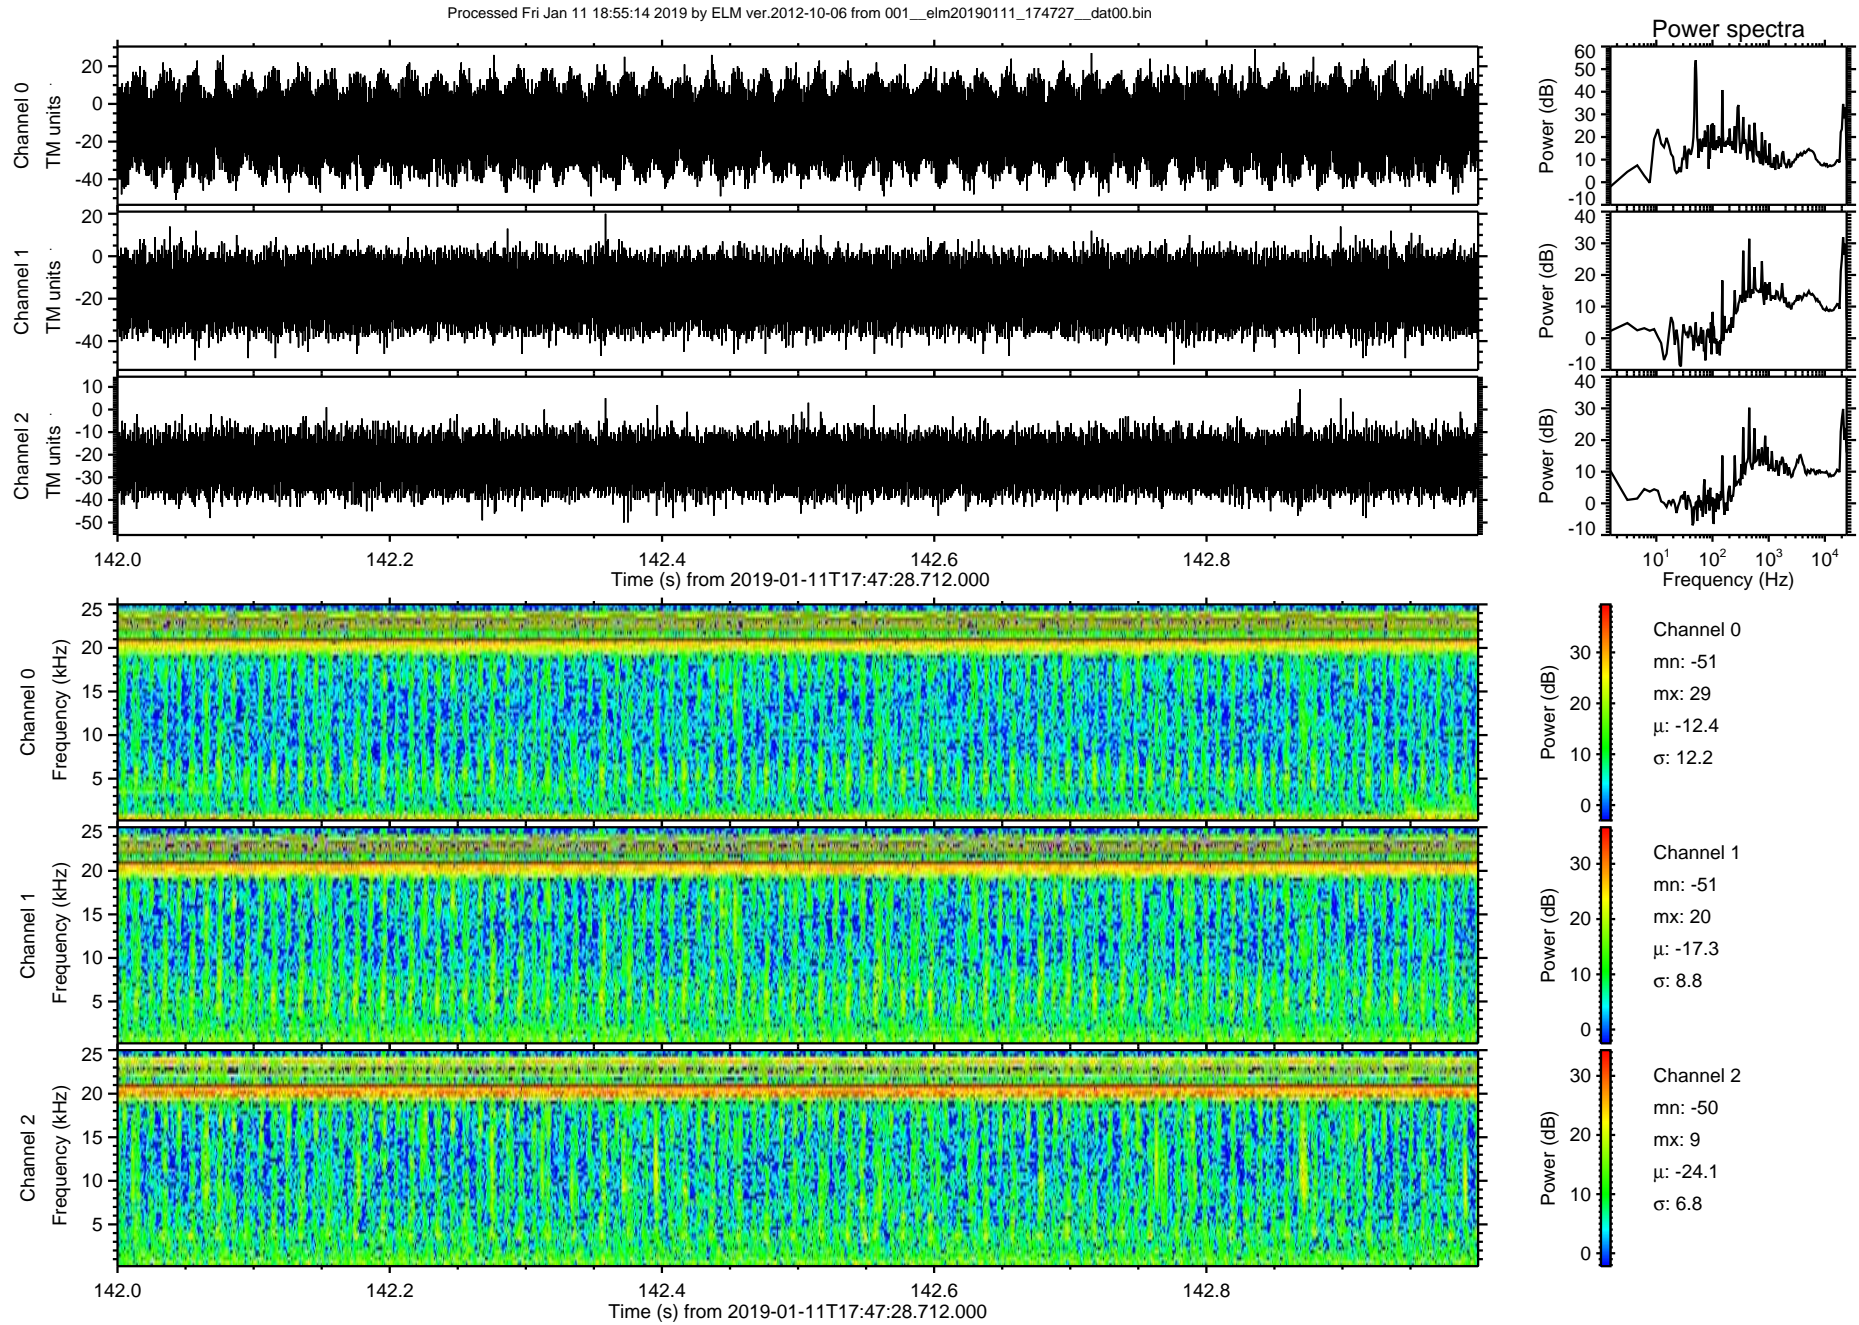 Processed Fri Jan 11 18:55:14 2019 by ELM ver.2012-10-06 from 001__elm20190111_174727__dat00.bin
Power spectra
Channel 0
TM units
20
0
-20
-40
Power (dB)
60
50
40
30
20
10
0
-10
Channel 1
TM units
20
0
-20
-40
Power (dB)
40
30
20
10
0
-10
Channel 2
TM units
10
0
-10
-20
-30
-40
-50
Power (dB)
40
30
20
10
0
-10
142.0 142.2 142.4 142.6 142.8
Time (s) from 2019-01-11T17:47:28.712.000
10¹ 10² 10³ 10⁴
Frequency (Hz)
Channel 0
Frequency (kHz)
25
20
15
10
5
Power (dB)
30
20
10
0
Channel 0
mn: -51
mx: 29
μ: -12.4
σ: 12.2
Channel 1
Frequency (kHz)
25
20
15
10
5
Power (dB)
30
20
10
0
Channel 1
mn: -51
mx: 20
μ: -17.3
σ: 8.8
Channel 2
Frequency (kHz)
25
20
15
10
5
Power (dB)
30
20
10
0
Channel 2
mn: -50
mx: 9
μ: -24.1
σ: 6.8
142.0 142.2 142.4 142.6 142.8
Time (s) from 2019-01-11T17:47:28.712.000